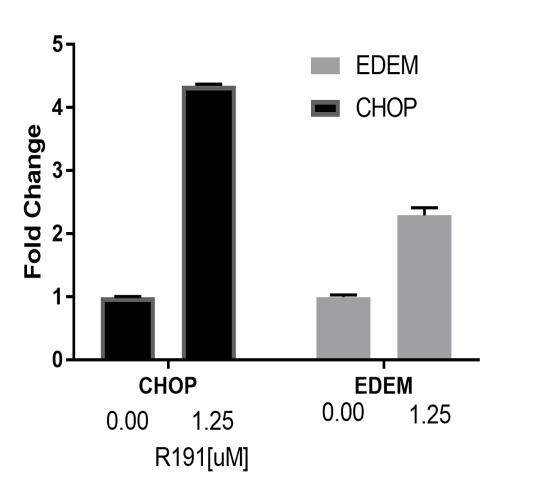 5
EDEM
4
CHOP
3
2
1
0
Fold Change
CHOP
EDEM
0.00
1.25
0.00
1.25
R191[uM]